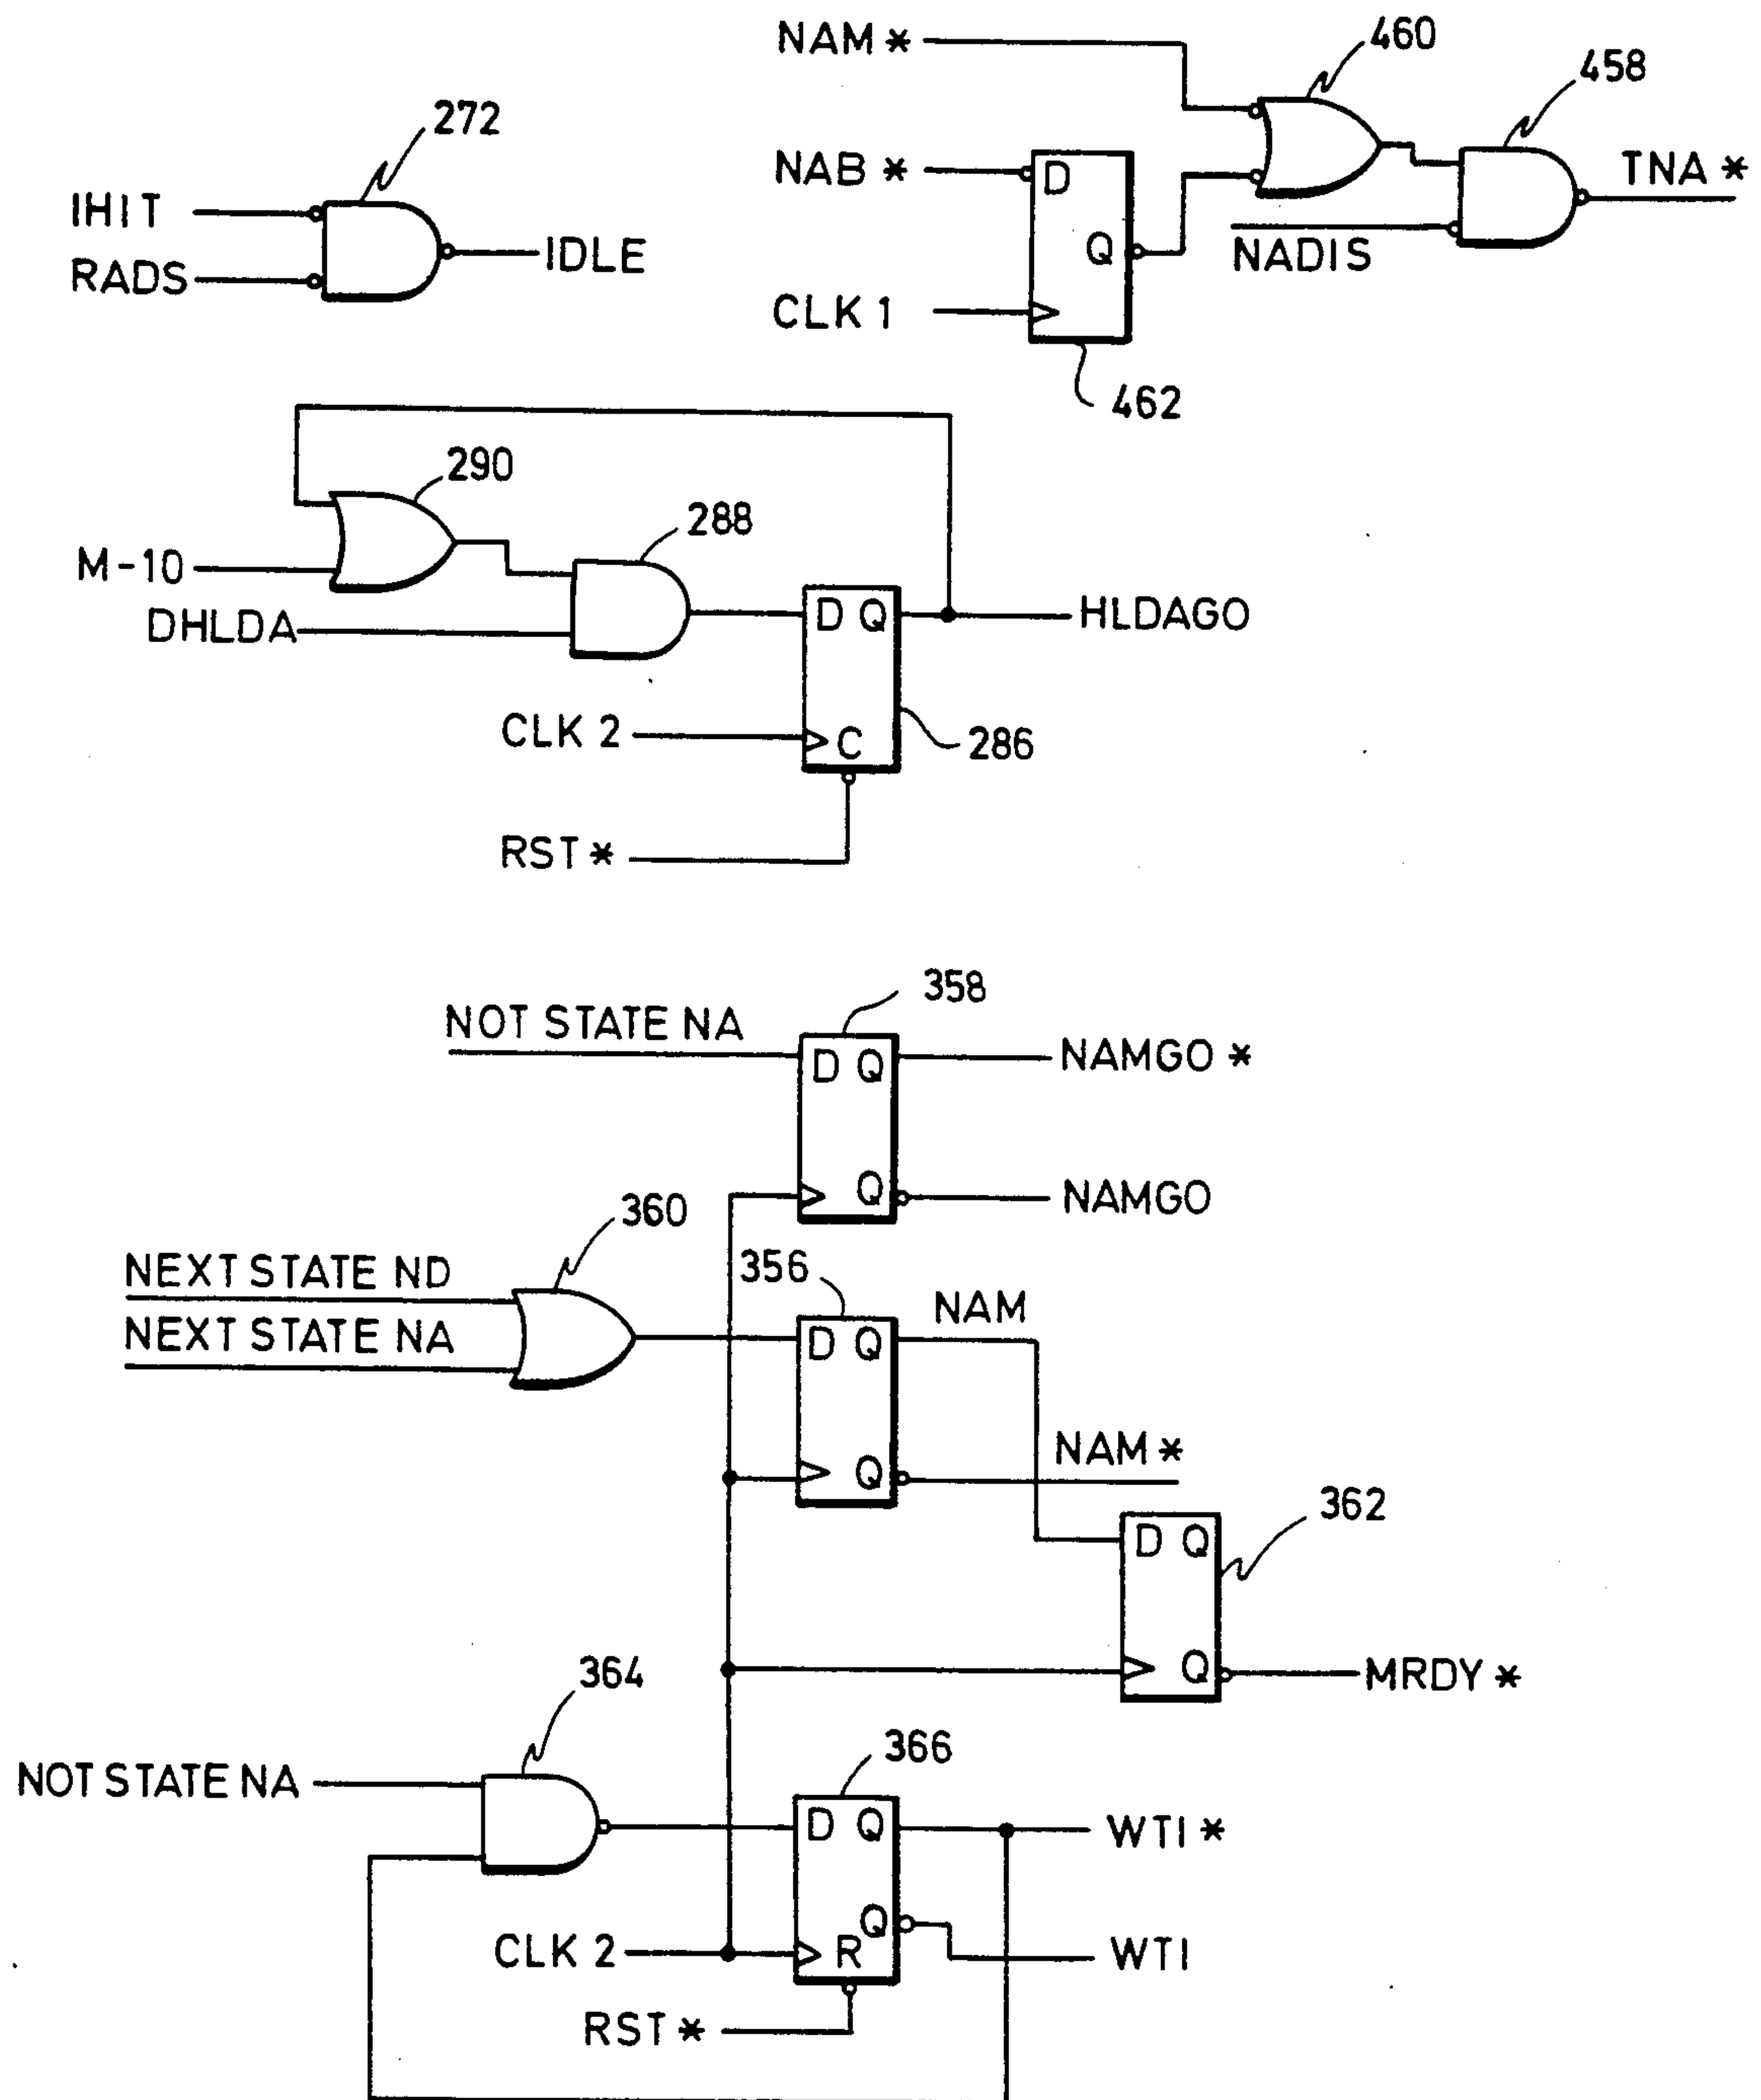 NAM *
460
458
272
NAB *
D
TNA *
IHIT
Q
IDLE
NADIS
RADS
CLK 1
462
290
288
M-10
DHLDA
D Q
HLDAGO
CLK 2
C
286
RST *
358
NOT STATE NA
D Q
NAMGO *
Q
NAMGO
360
356
NEXT STATE ND
NAM
NEXT STATE NA
D Q
NAM *
Q
362
D Q
364
Q
MRDY *
366
NOT STATE NA
D Q
WTI *
Q
CLK 2
R
WTI
RST *